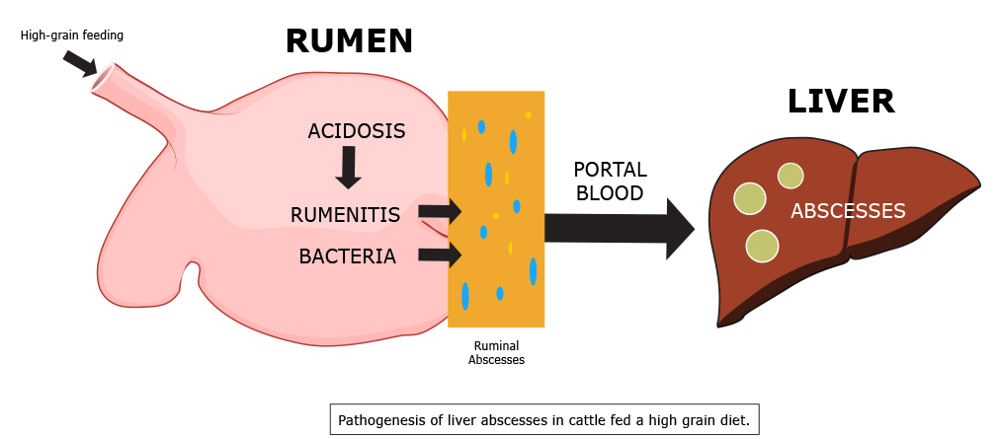 High-grain feeding
RUMEN
ACIDOSIS
RUMENITIS
BACTERIA
Ruminal
Abscesses
PORTAL
BLOOD
LIVER
ABSCESSES
Pathogenesis of liver abscesses in cattle fed a high grain diet.